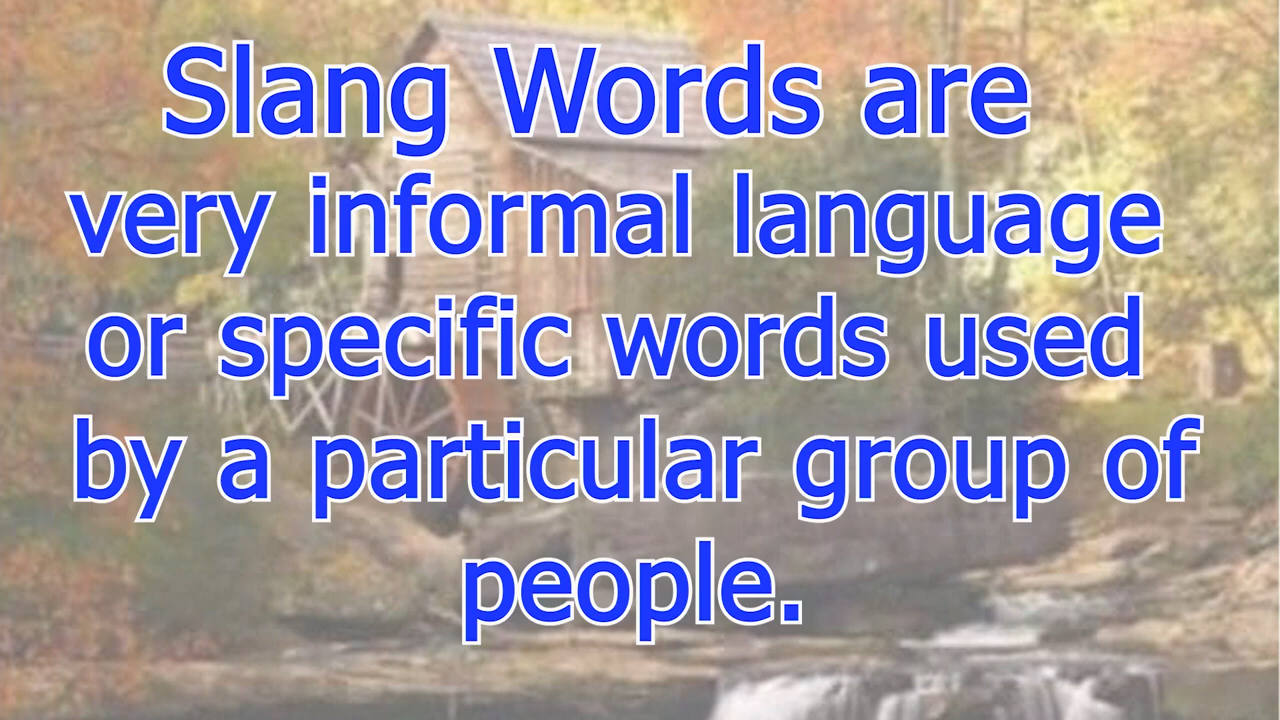 Slang Words are
very informal language
or specific words used
by a particular group of
people.